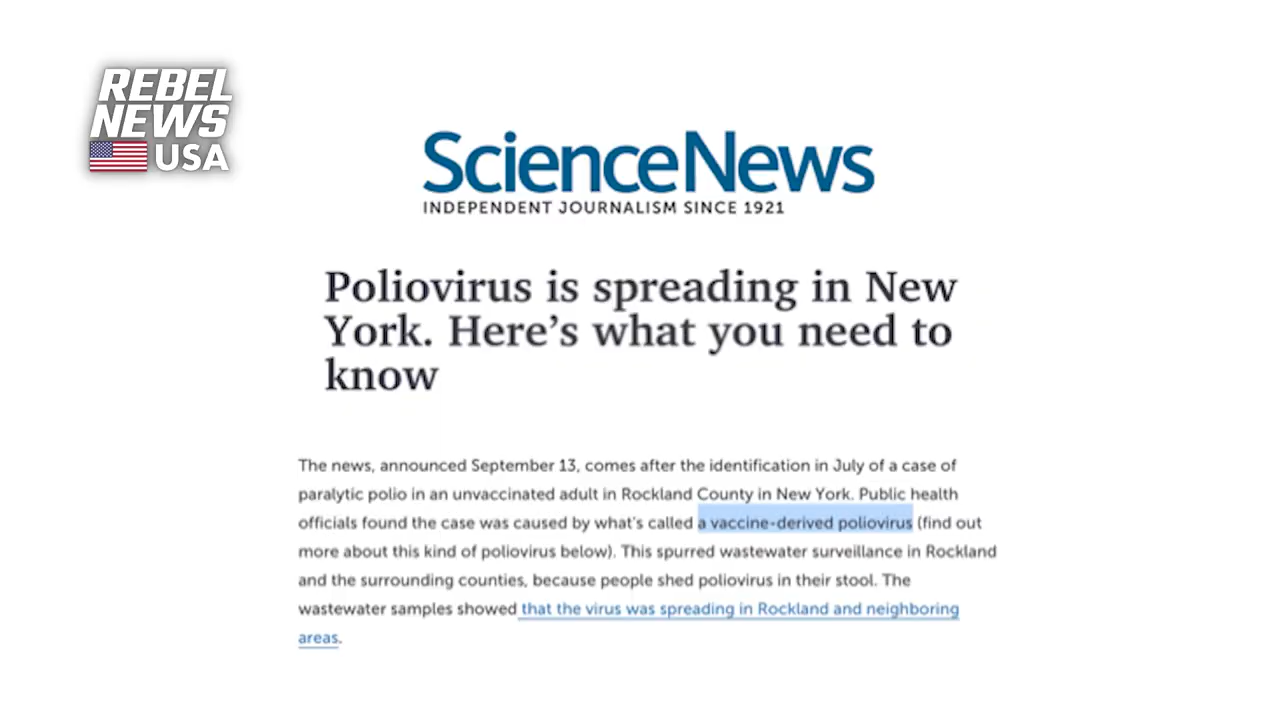 REBEL
NEWS
USA
ScienceNews
INDEPENDENT JOURNALISM SINCE 1921
Poliovirus is spreading in New
York. Here’s what you need to
know
The news, announced September 13, comes after the identification in July of a case of
paralytic polio in an unvaccinated adult in Rockland County in New York. Public health
officials found the case was caused by what's called a vaccine-derived poliovirus (find out
more about this kind of poliovirus below). This spurred wastewater surveillance in Rockland
and the surrounding counties, because people shed poliovirus in their stool. The
wastewater samples showed that the virus was spreading in Rockland and neighboring
areas.